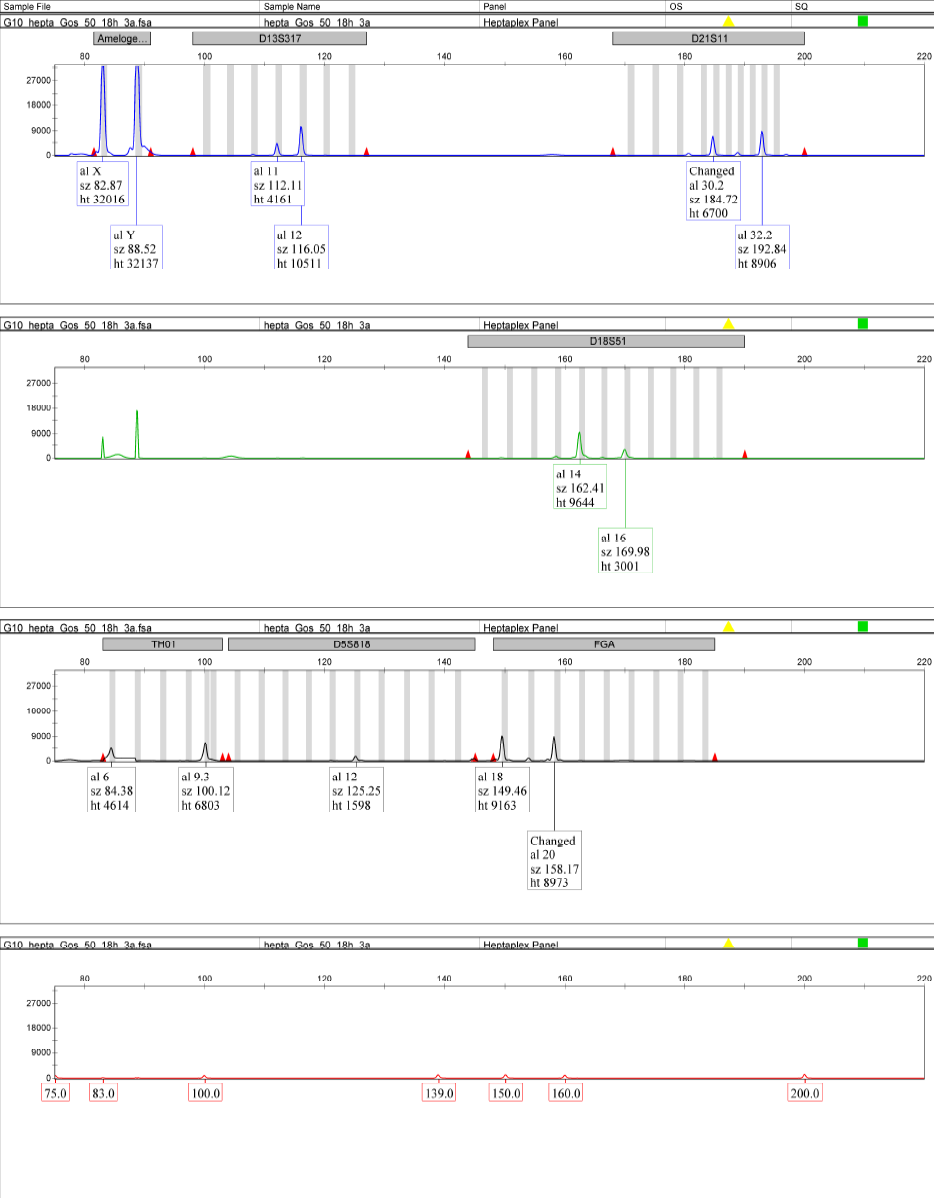 Sample File Sample Name Panel OS SQ
G10_hepta_Gos_50_18h_3a.fsa hepta_Gos_50_18h_3a Heptaplex Panel
Ameloge... D13S317 D21S11
80 100 120 140 160 180 200 220
27000
18000
9000
0
al X
sz 82.87
ht 32016
al Y
sz 88.52
ht 32137
al 11
sz 112.11
ht 4161
al 12
sz 116.05
ht 10511
Changed
al 30.2
sz 184.72
ht 6700
al 32.2
sz 192.84
ht 8906
G10_hepta_Gos_50_18h_3a.fsa hepta_Gos_50_18h_3a Heptaplex Panel
D18S51
80 100 120 140 160 180 200 220
27000
18000
9000
0
al 14
sz 162.41
ht 9644
al 16
sz 169.98
ht 3001
G10_hepta_Gos_50_18h_3a.fsa hepta_Gos_50_18h_3a Heptaplex Panel
TH01 D5S818 FGA
80 100 120 140 160 180 200 220
27000
18000
9000
0
al 6
sz 84.38
ht 4614
al 9.3
sz 100.12
ht 6803
al 12
sz 125.25
ht 1598
al 18
sz 149.46
ht 9163
Changed
al 20
sz 158.17
ht 8973
G10_hepta_Gos_50_18h_3a.fsa hepta_Gos_50_18h_3a Heptaplex Panel
80 100 120 140 160 180 200 220
27000
18000
9000
0
75.0 83.0 100.0 139.0 150.0 160.0 200.0